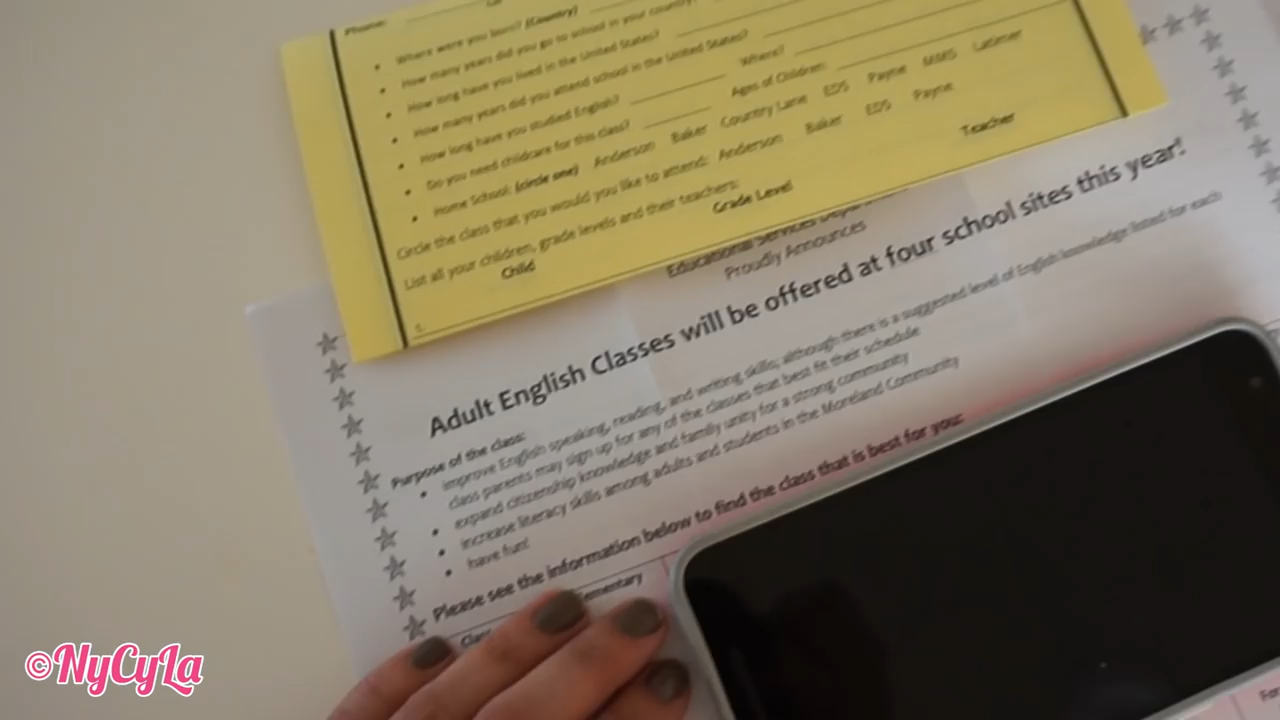 Phone:
Where were you born? (Country)
How many years did you go to school in your country?
How long have you lived in the United States?
How many years did you attend school in the United States?
How long have you studied English? Where?
Do you need childcare for this class? Ages of Children:
Home School: (circle one) Anderson Baker Country Lane EDS Payne MMS Latimer
Circle the class that you would you like to attend: Anderson Baker EDS Payne
List all your children, grade levels and their teachers:
Child Grade Level Teacher
1.
Educational Services
Proudly Announces
Adult English Classes will be offered at four school sites this year!
Purpose of the class:
improve English speaking, reading, and writing skills; although there is a suggested level of English knowledge listed for each
class parents may sign up for any of the classes that best fit their schedule
expand citizenship knowledge and family unity for a strong community
increase literacy skills among adults and students in the Moreland Community
have fun!
Please see the information below to find the class that is best for you:
©NyCyLa